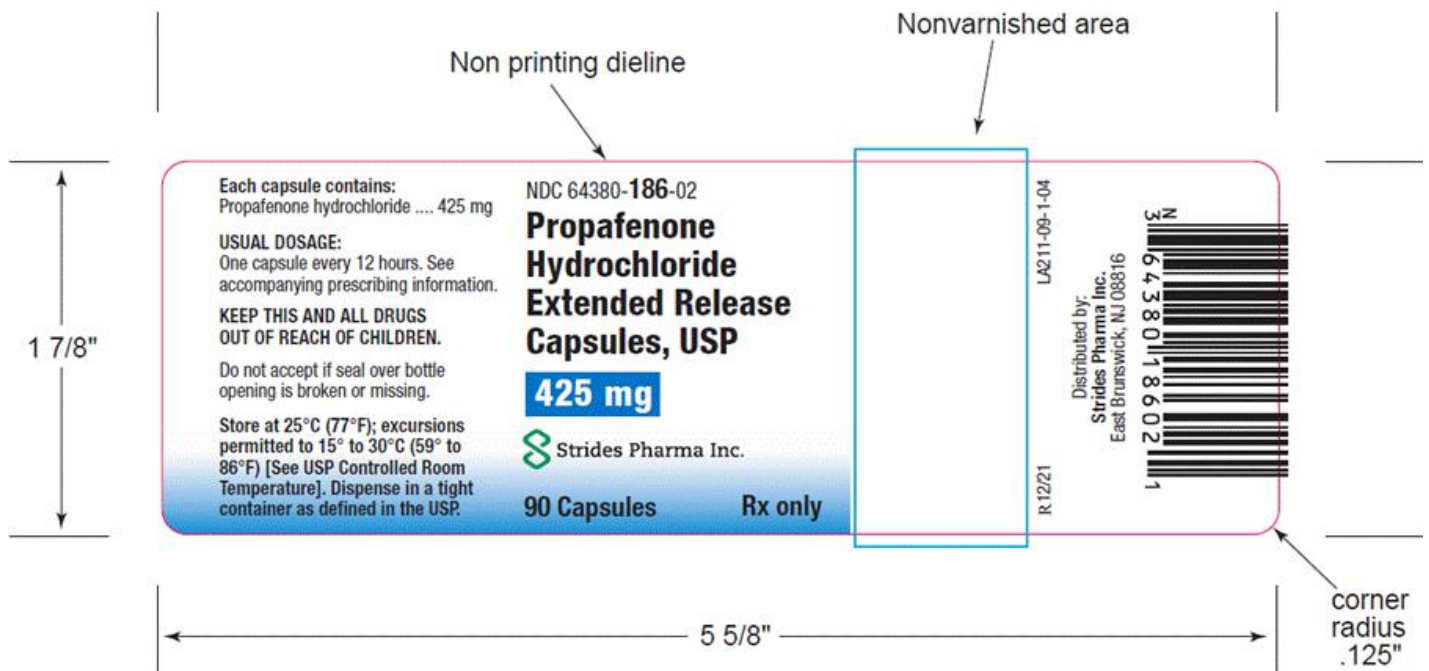 Nonvarnished area
Non printing dieline
Each capsule contains:
Propafenone hydrochloride .... 425 mg
USUAL DOSAGE:
One capsule every 12 hours. See
accompanying prescribing information.
KEEP THIS AND ALL DRUGS
OUT OF REACH OF CHILDREN.
Do not accept if seal over bottle
opening is broken or missing.
Store at 25°C (77°F); excursions
permitted to 15° to 30°C (59° to
86°F) [See USP Controlled Room
Temperature]. Dispense in a tight
container as defined in the USP.
NDC 64380-186-02
Propafenone
Hydrochloride
Extended Release
Capsules, USP
425 mg
Strides Pharma Inc.
90 Capsules Rx only
LA211-09-1-04
R 12/21
Distributed by:
Strides Pharma Inc.
East Brunswick, NJ 08816
N
3 64380 18602 1
1 7/8"
5 5/8"
corner
radius
.125"